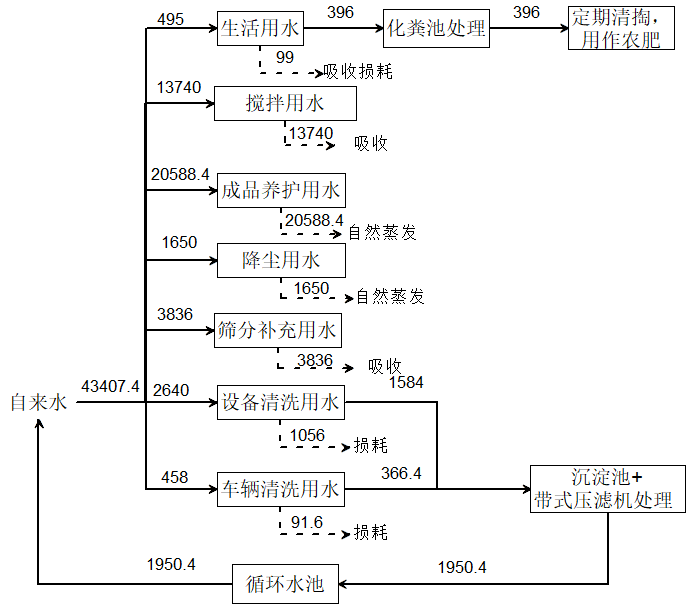 495
生活用水
396
化粪池处理
396
定期清掏，
用作农肥
99
吸收损耗
13740
搅拌用水
13740
吸收
20588.4
成品养护用水
20588.4
自然蒸发
1650
降尘用水
1650
自然蒸发
3836
筛分补充用水
3836
吸收
自来水
43407.4
2640
设备清洗用水
1584
1056
损耗
458
车辆清洗用水
366.4
91.6
损耗
沉淀池+
带式压滤机处理
1950.4
循环水池
1950.4